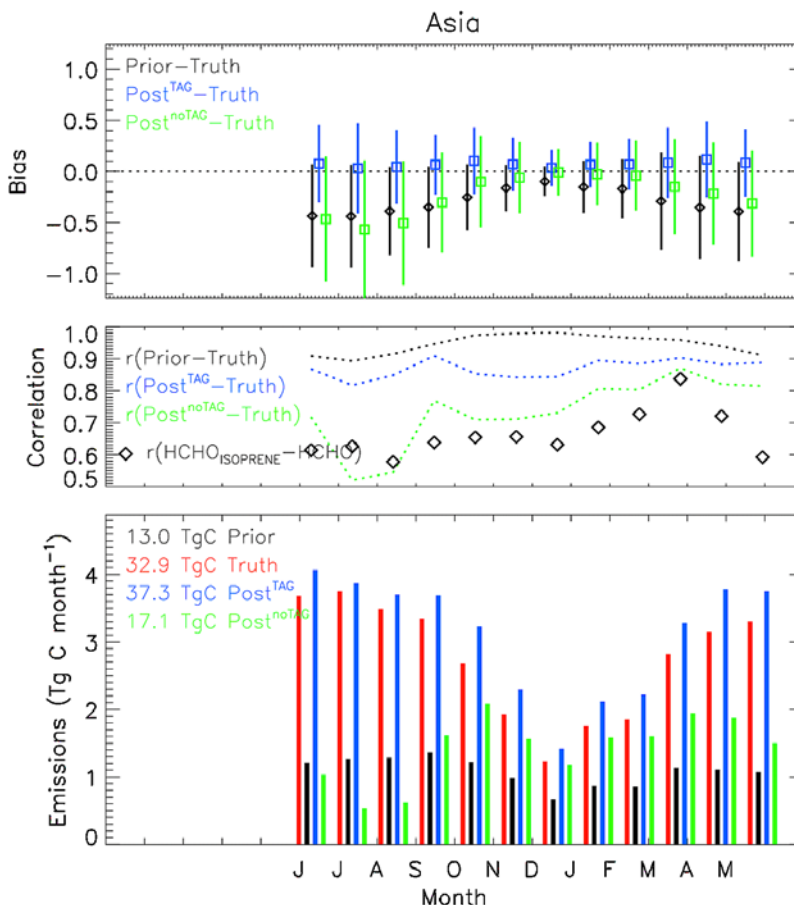 Asia
1.0
Prior−Truth
Post^TAG−Truth
0.5
Post^noTAG−Truth
0.0
Bias
−0.5
−1.0
1.0
0.9
r(Prior−Truth)
0.8
r(Post^TAG−Truth)
0.7
r(Post^noTAG−Truth)
0.6
r(HCHO_ISOPRENE−HCHO)
0.5
Correlation
13.0 TgC Prior
32.9 TgC Truth
4
37.3 TgC Post^TAG
17.1 TgC Post^noTAG
3
2
1
0
Emissions (Tg C month^−1)
J J A S O N D J F M A M
Month